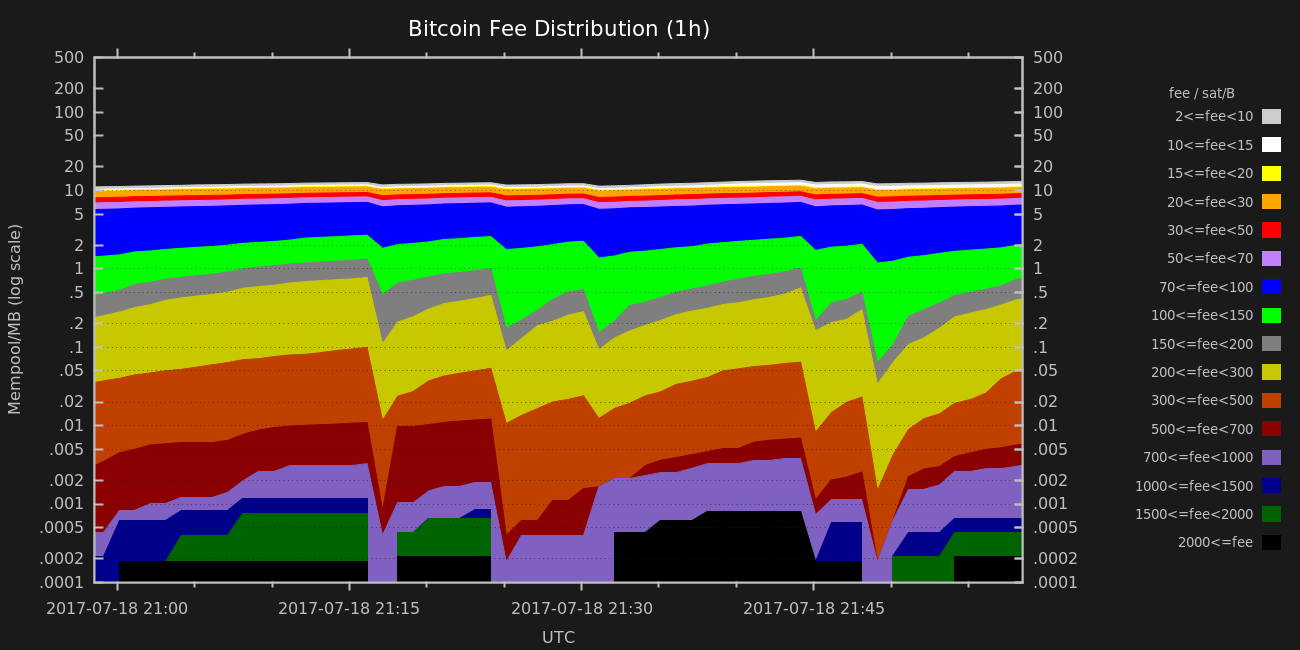 Bitcoin Fee Distribution (1h)
500 500
200 200
100 100
50 50
20 20
10 10
5 5
2 2
1 1
.5 .5
.2 .2
.1 .1
.05 .05
.02 .02
.01 .01
.005 .005
.002 .002
.001 .001
.0005 .0005
.0002 .0002
.0001 .0001
Mempool/MB (log scale)
2017-07-18 21:00 2017-07-18 21:15 2017-07-18 21:30 2017-07-18 21:45
UTC
fee / sat/B
2<=fee<10
10<=fee<15
15<=fee<20
20<=fee<30
30<=fee<50
50<=fee<70
70<=fee<100
100<=fee<150
150<=fee<200
200<=fee<300
300<=fee<500
500<=fee<700
700<=fee<1000
1000<=fee<1500
1500<=fee<2000
2000<=fee